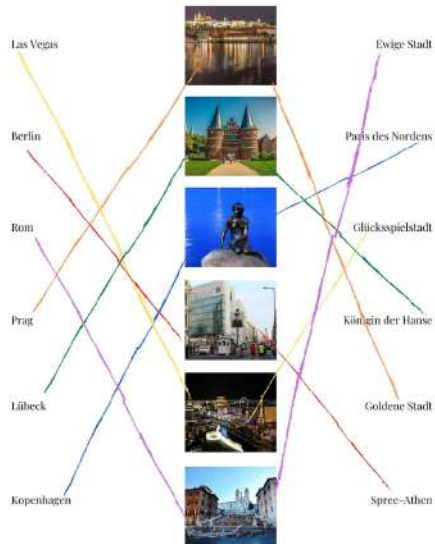 Las Vegas
Berlin
Rom
Prag
Lübeck
Kopenhagen
Ewige Stadt
Paris des Nordens
Glücksspielstadt
Königin der Hanse
Goldene Stadt
Spree-Athen